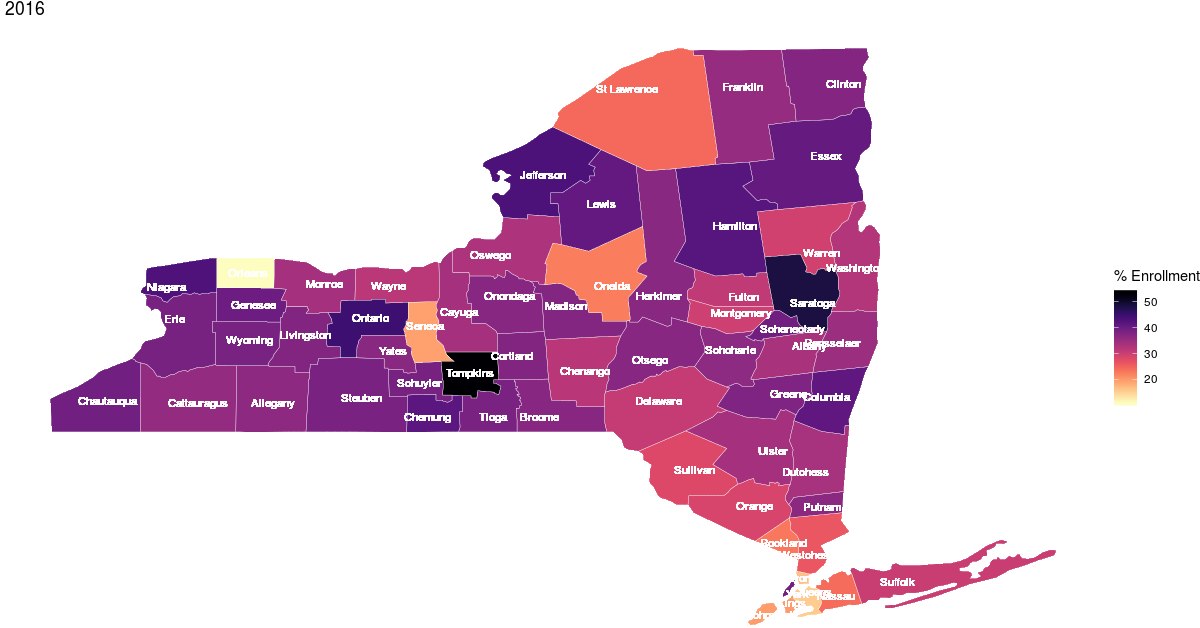 2016
St Lawrence
Franklin
Clinton
Essex
Jefferson
Lewis
Hamilton
Warren
Washington
Oswego
Oneida
Herkimer
Fulton
Montgomery
Saratoga
Niagara
Orleans
Monroe
Wayne
Genesee
Ontario
Seneca
Cayuga
Onondaga
Madison
Erie
Wyoming
Livingston
Yates
Cortland
Chenango
Otsego
Schoharie
Schenectady
Albany
Rensselaer
Chautauqua
Cattaraugus
Allegany
Steuben
Schuyler
Tompkins
Chemung
Tioga
Broome
Delaware
Greene
Columbia
Ulster
Dutchess
Sullivan
Orange
Putnam
Rockland
Westches
Nassau
Suffolk
% Enrollment
50
40
30
20